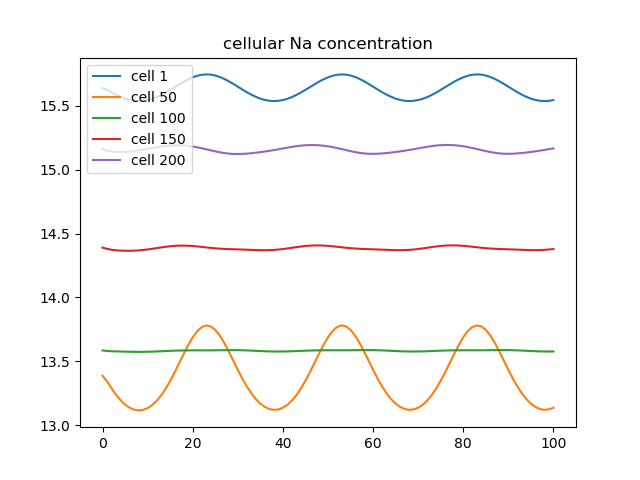 cellular Na concentration
cell 1
cell 50
cell 100
cell 150
cell 200
15.5
15.0
14.5
14.0
13.5
13.0
0 20 40 60 80 100